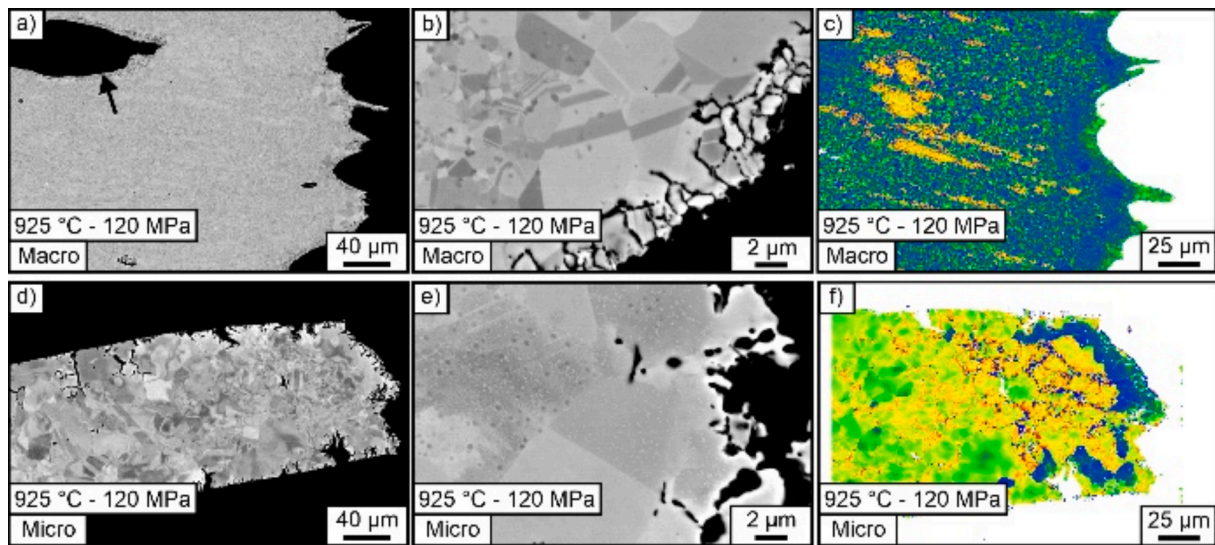 a)
925 °C - 120 MPa
Macro
40 µm
b)
925 °C - 120 MPa
Macro
2 µm
c)
925 °C - 120 MPa
Macro
25 µm
d)
925 °C - 120 MPa
Micro
40 µm
e)
925 °C - 120 MPa
Micro
2 µm
f)
925 °C - 120 MPa
Micro
25 µm